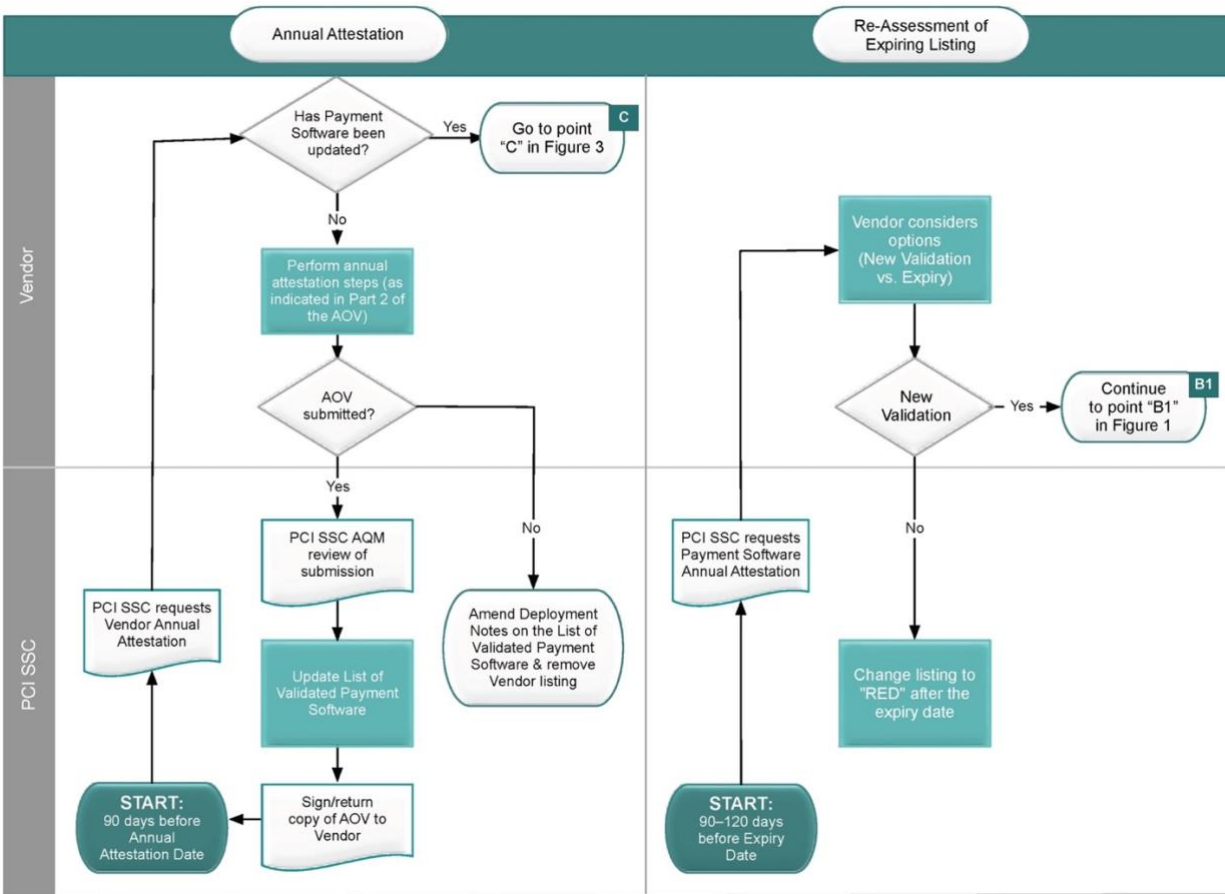 Annual Attestation
Re-Assessment of
Expiring Listing
Vendor
Has Payment
Software been
updated?
Yes
C
Go to point
“C” in Figure 3
No
Perform annual
attestation steps (as
indicated in Part 2 of
the AOV)
AOV
submitted?
Yes
No
PCI SSC
PCI SSC AQM
review of
submission
Amend Deployment
Notes on the List of
Validated Payment
Software & remove
Vendor listing
PCI SSC requests
Vendor Annual
Attestation
Update List of
Validated Payment
Software
START:
90 days before
Annual
Attestation Date
Sign/return
copy of AOV to
Vendor
Vendor considers
options
(New Validation
vs. Expiry)
New
Validation
Yes
B1
Continue
to point “B1”
in Figure 1
No
PCI SSC requests
Payment Software
Annual Attestation
Change listing to
"RED" after the
expiry date
START:
90–120 days
before Expiry
Date